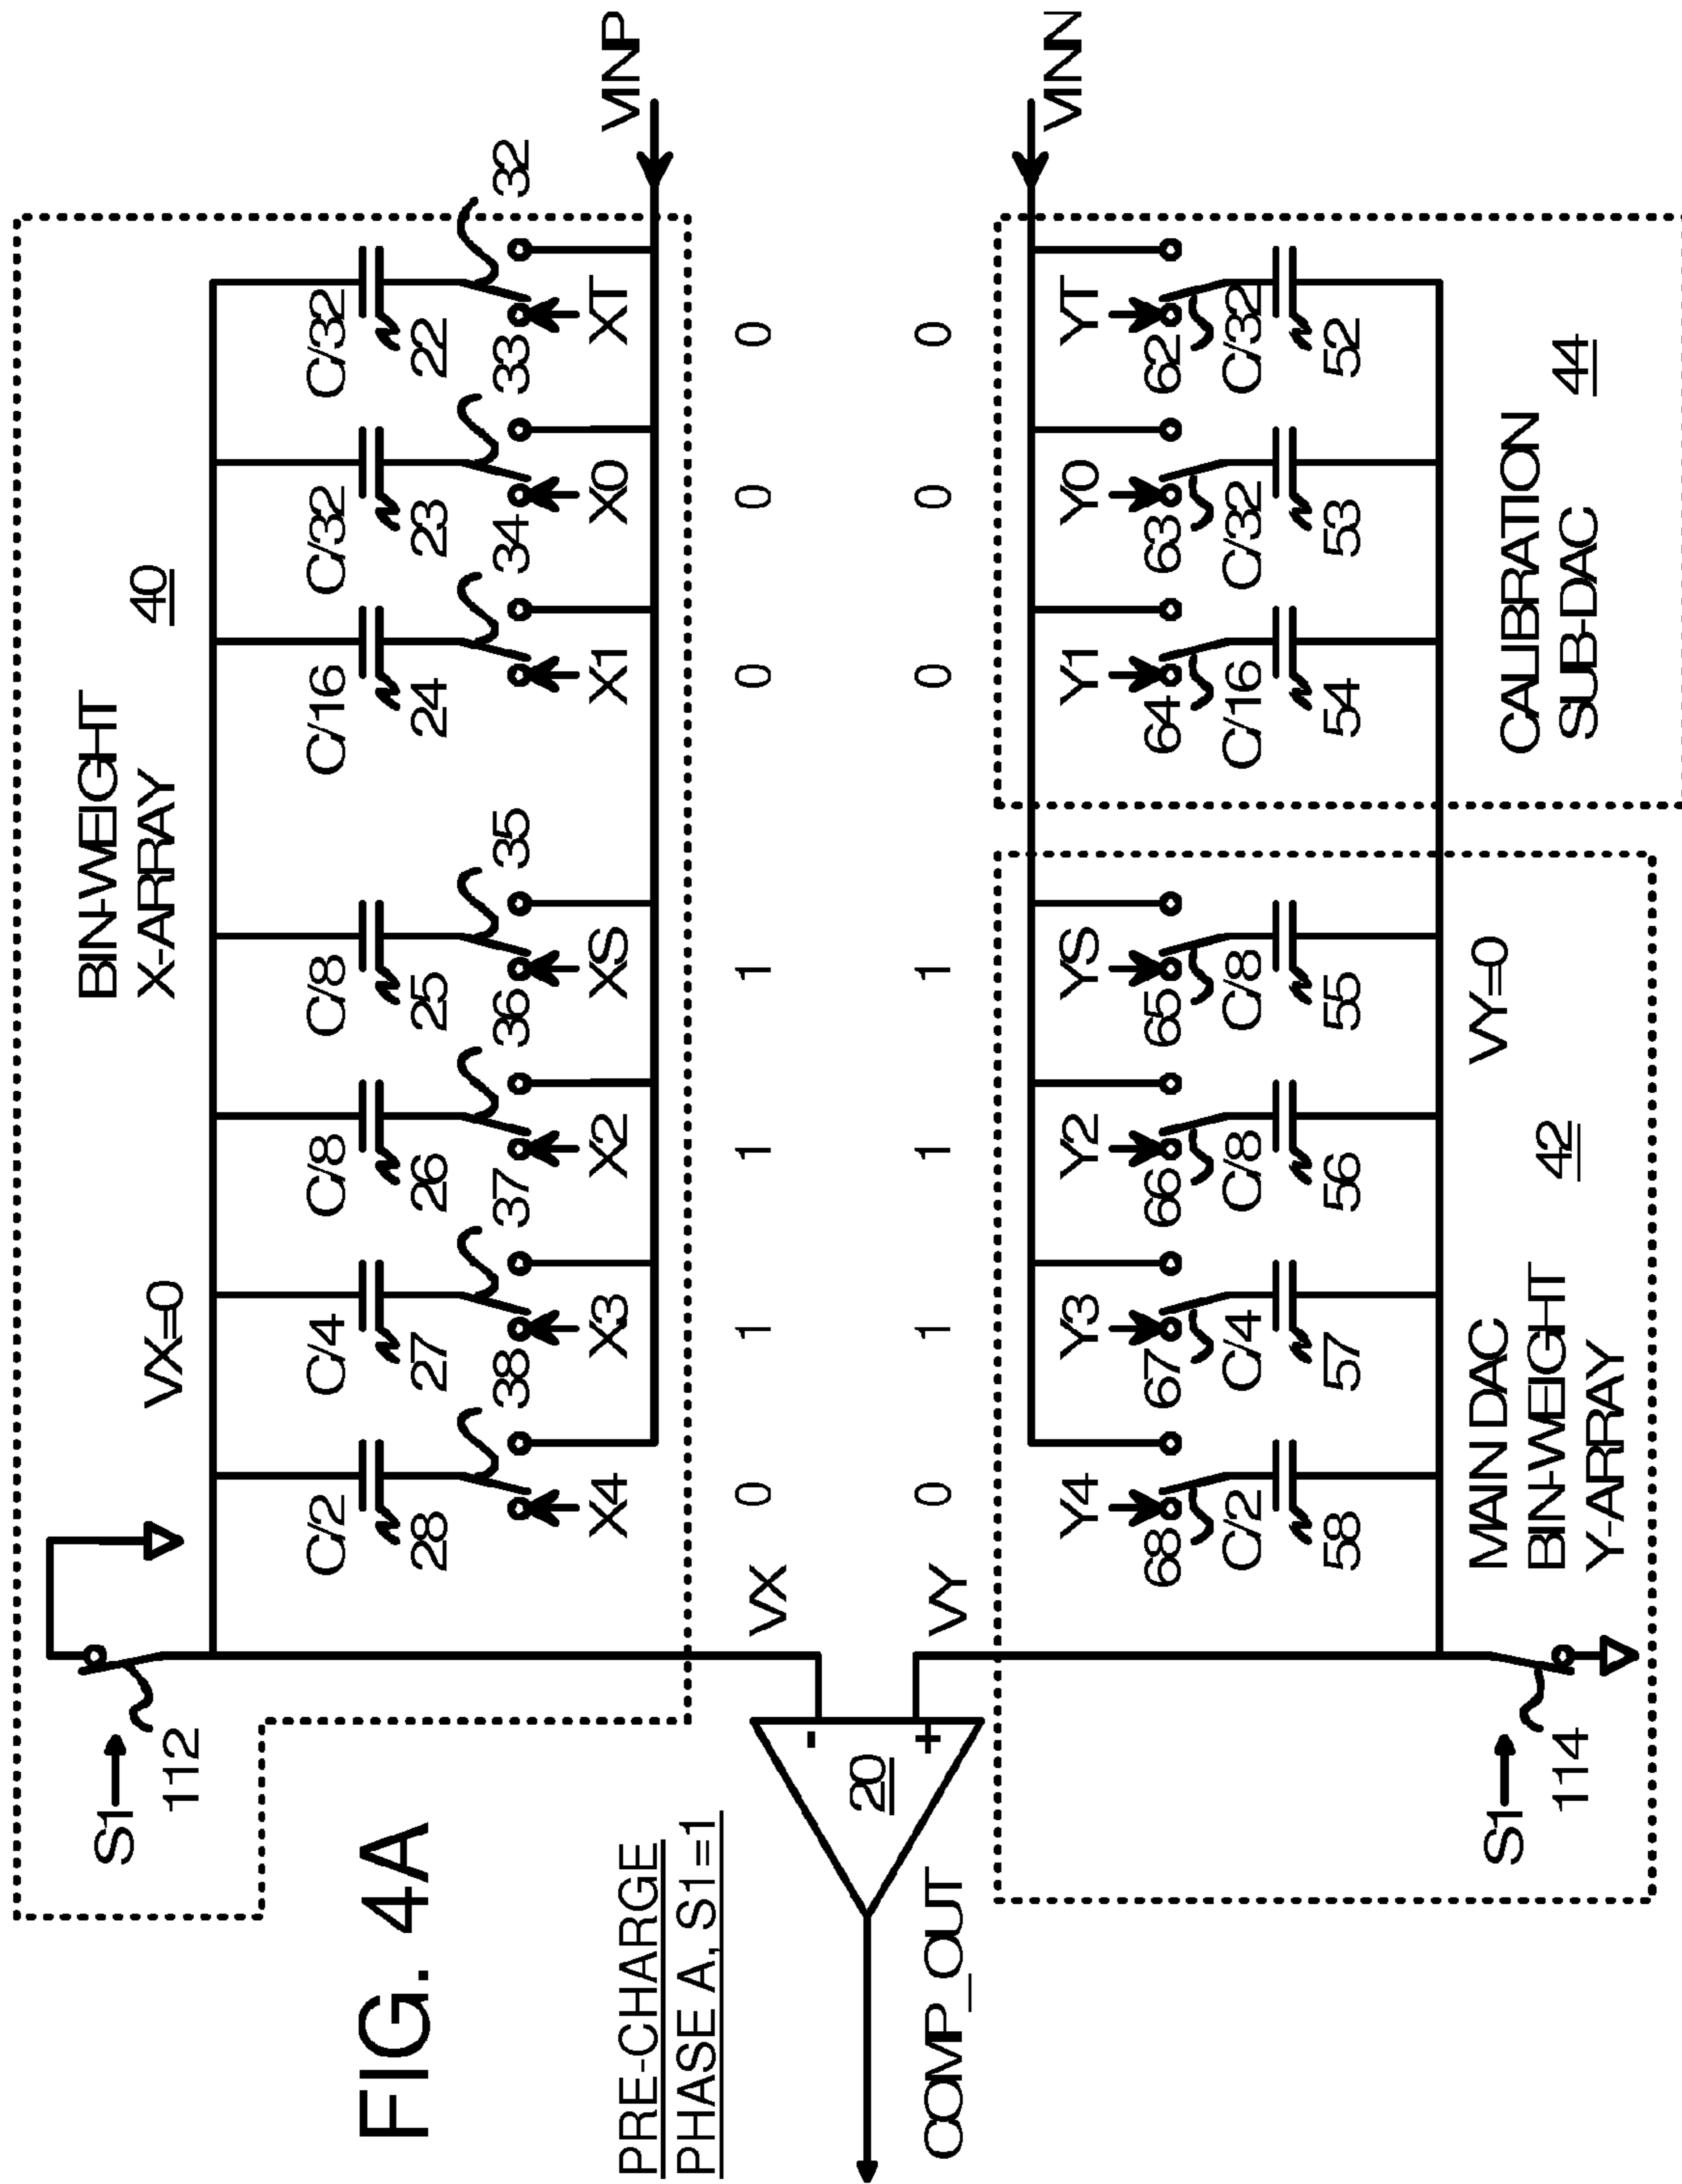 FIG. 4A
PRE-CHARGE
PHASE A, S1=1
BIN-WEIGHT
X-ARRAY
40
S1
112
VX=0
C/2
C/4
C/8
C/8
C/16
C/32
C/32
28
27
26
25
24
23
22
38
37
36
35
34
33
32
X4
X3
X2
XS
X1
X0
XT
VINP
VX
0
1
1
1
0
0
0
20
-
+
COMP_OUT
VY
0
1
1
1
0
0
0
VINN
Y4
Y3
Y2
YS
Y1
Y0
YT
68
67
66
65
64
63
62
C/2
C/4
C/8
C/8
C/16
C/32
C/32
58
57
56
55
54
53
52
VY=0
S1
114
MAIN DAC
BIN-WEIGHT
Y-ARRAY
42
CALIBRATION
SUB-DAC
44